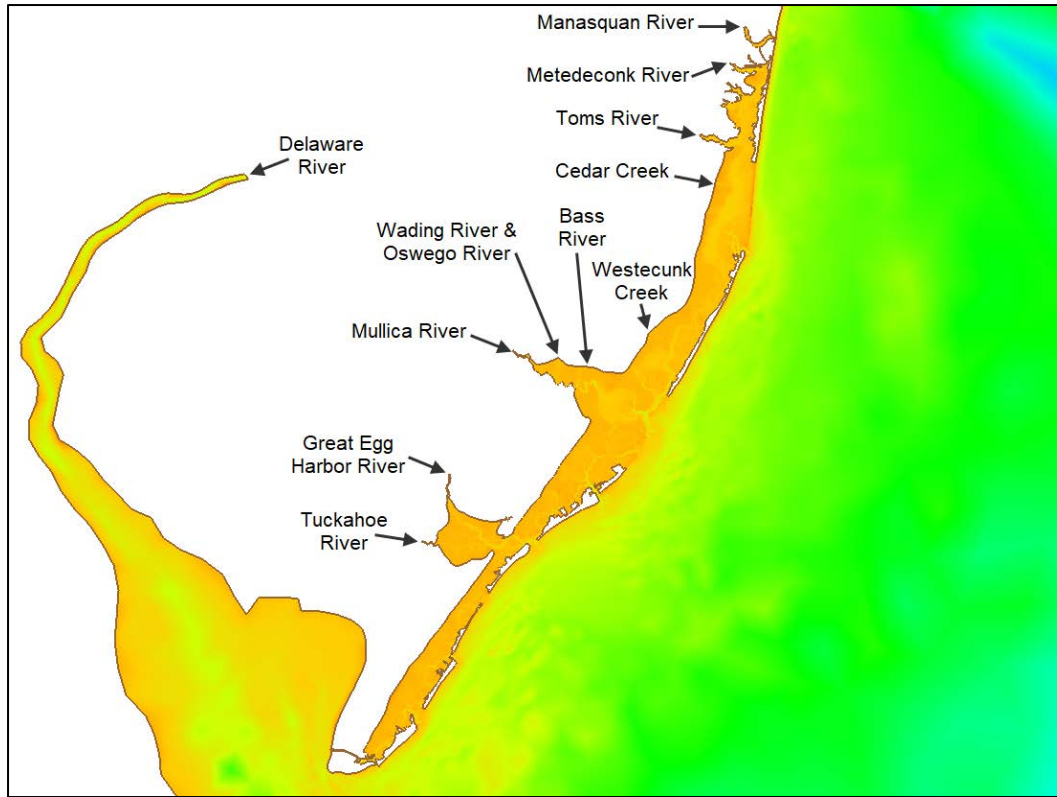 Manasquan River
Metedeconk River
Toms River
Delaware
River
Cedar Creek
Bass
River
Wading River &
Oswego River
Westecunk
Creek
Mullica River
Great Egg
Harbor River
Tuckahoe
River